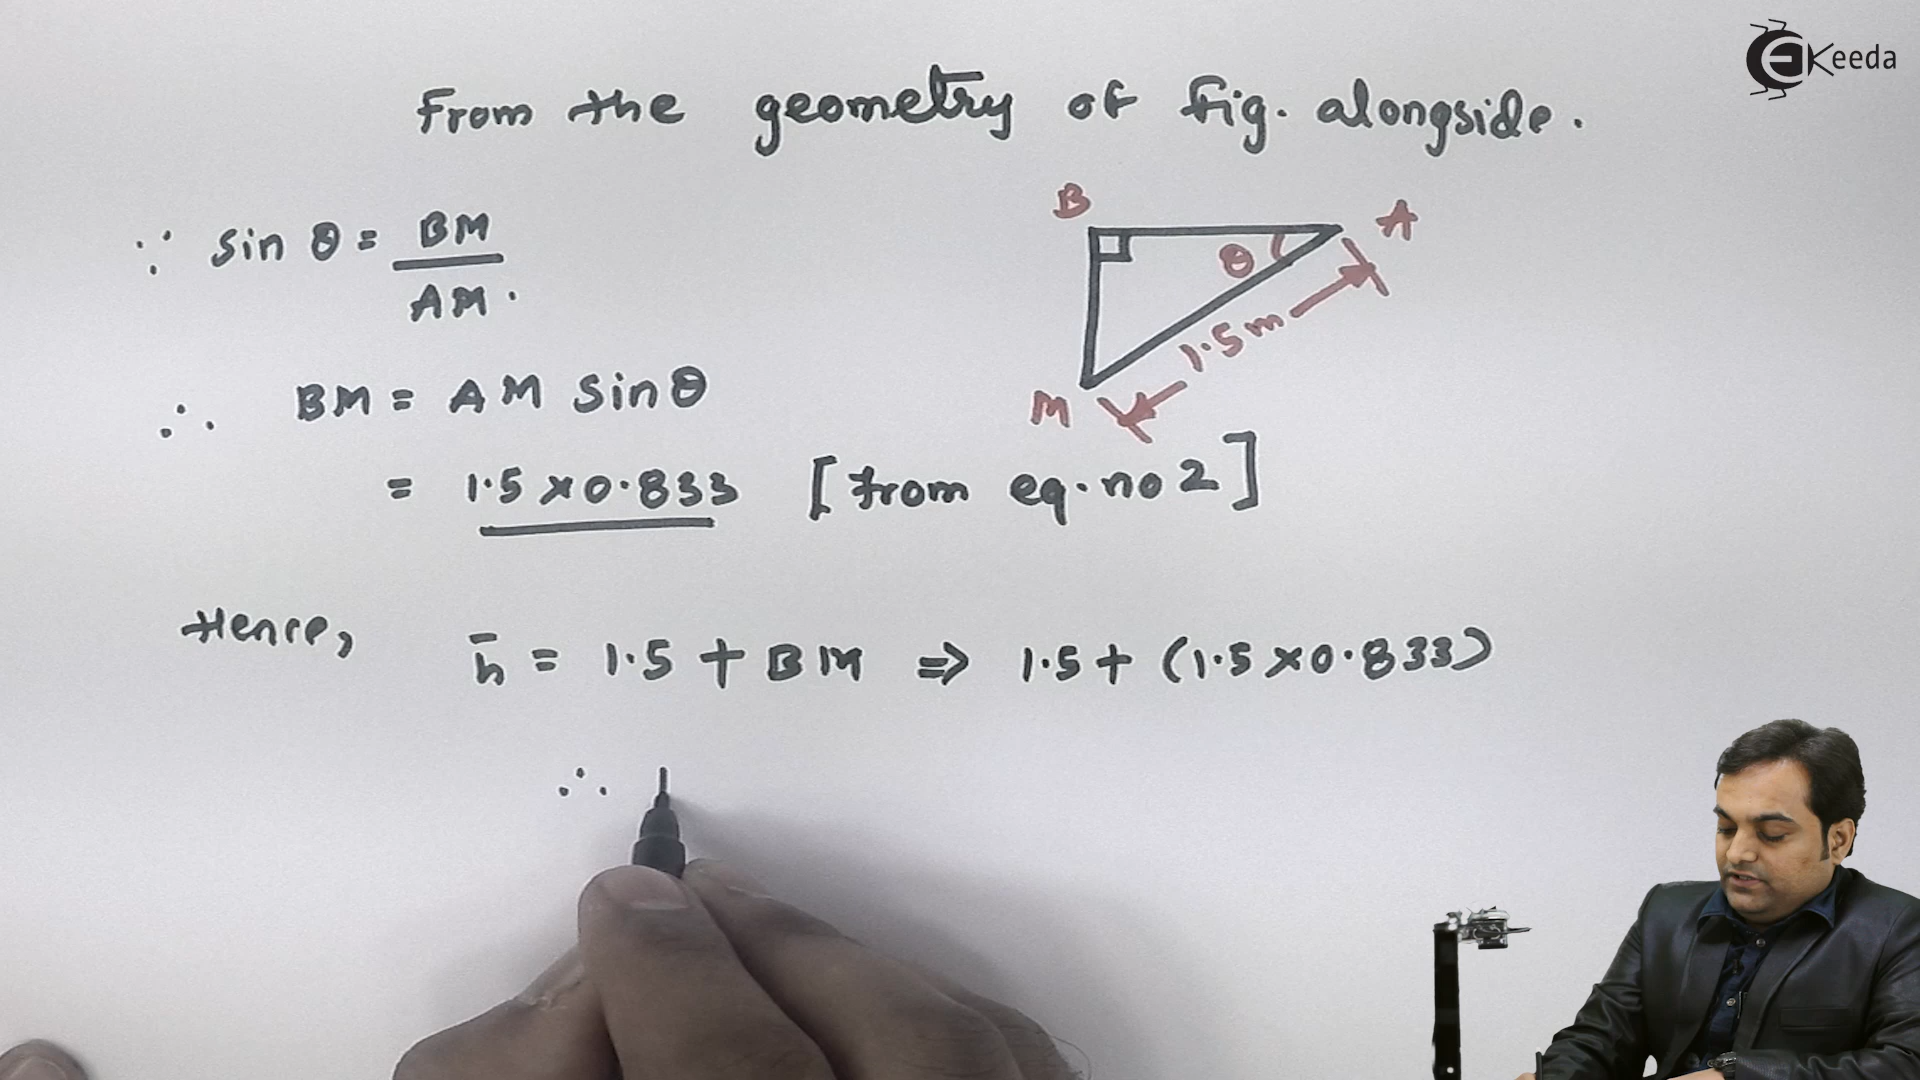 Keeda
From the geometry of fig. alongside.
∵ sin θ = BM / AM.
B
A
θ
1.5m
M
∴ BM = AM sinθ
= 1.5 × 0.833 [from eq. no 2]
Hence, h̄ = 1.5 + BM ⇒ 1.5 + (1.5 × 0.833)
∴